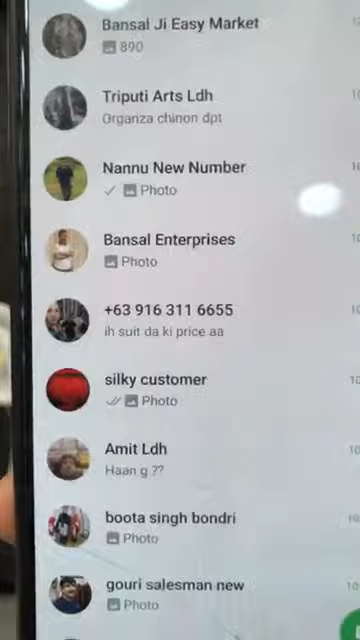 Bansal Ji Easy Market
890
Triputi Arts Ldh
Organza chinon dpt
Nannu New Number
Photo
Bansal Enterprises
Photo
+63 916 311 6655
ih suit da ki price aa
silky customer
Photo
Amit Ldh
Haan g ??
boota singh bondri
Photo
gouri salesman new
Photo